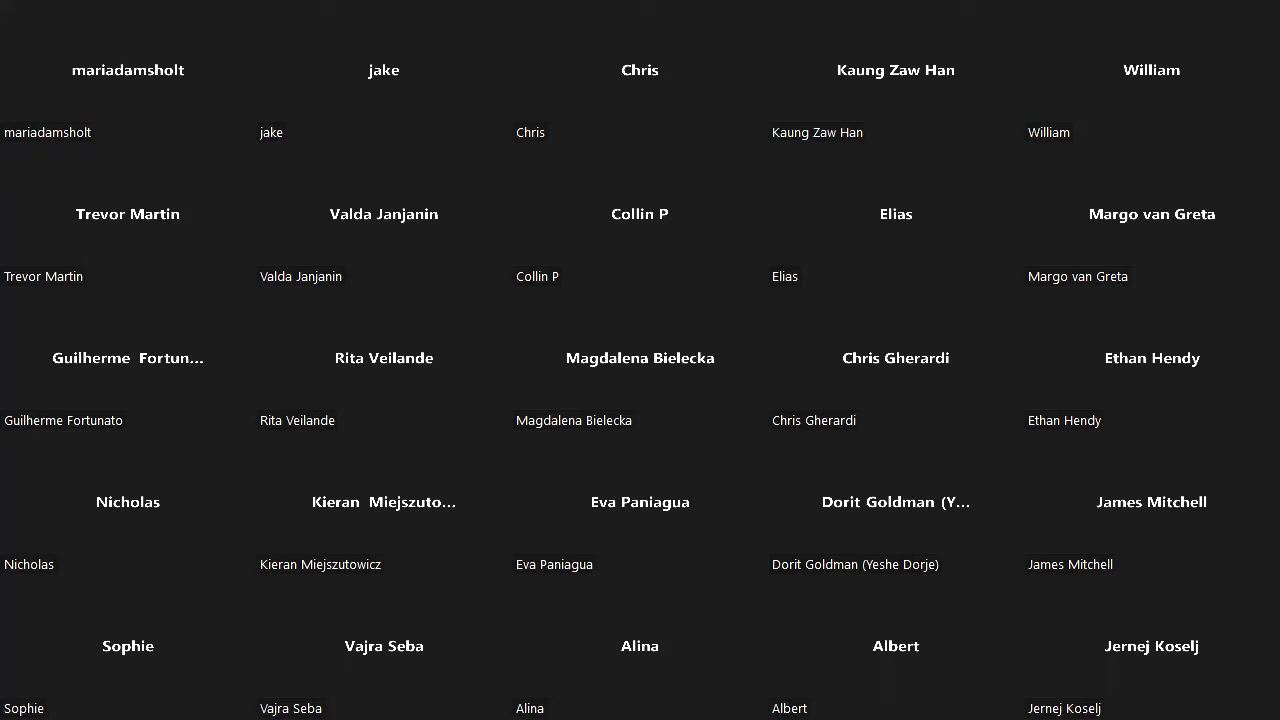 mariadamsholt jake Chris Kaung Zaw Han William
mariadamsholt jake Chris Kaung Zaw Han William
Trevor Martin Valda Janjanin Collin P Elias Margo van Greta
Trevor Martin Valda Janjanin Collin P Elias Margo van Greta
Guilherme Fortun... Rita Veilande Magdalena Bielecka Chris Gherardi Ethan Hendy
Guilherme Fortunato Rita Veilande Magdalena Bielecka Chris Gherardi Ethan Hendy
Nicholas Kieran Miejszuto... Eva Paniagua Dorit Goldman (Y... James Mitchell
Nicholas Kieran Miejszutowicz Eva Paniagua Dorit Goldman (Yeshe Dorje) James Mitchell
Sophie Vajra Seba Alina Albert Jernej Koselj
Sophie Vajra Seba Alina Albert Jernej Koselj